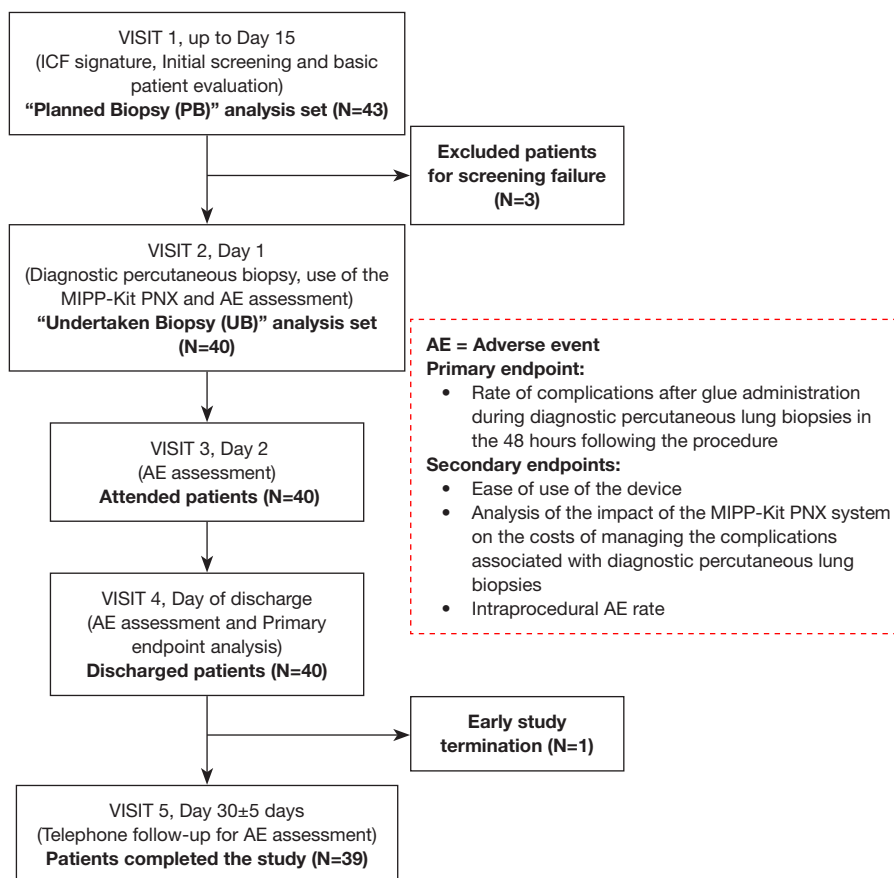 VISIT 1, up to Day 15
(ICF signature, Initial screening and basic
patient evaluation)
“Planned Biopsy (PB)” analysis set (N=43)
Excluded patients
for screening failure
(N=3)
VISIT 2, Day 1
(Diagnostic percutaneous biopsy, use of the
MIPP-Kit PNX and AE assessment)
“Undertaken Biopsy (UB)” analysis set
(N=40)
AE = Adverse event
Primary endpoint:
• Rate of complications after glue administration
during diagnostic percutaneous lung biopsies in
the 48 hours following the procedure
Secondary endpoints:
• Ease of use of the device
• Analysis of the impact of the MIPP-Kit PNX system
on the costs of managing the complications
associated with diagnostic percutaneous lung
biopsies
• Intraprocedural AE rate
VISIT 3, Day 2
(AE assessment)
Attended patients (N=40)
VISIT 4, Day of discharge
(AE assessment and Primary
endpoint analysis)
Discharged patients (N=40)
Early study
termination (N=1)
VISIT 5, Day 30±5 days
(Telephone follow-up for AE assessment)
Patients completed the study (N=39)